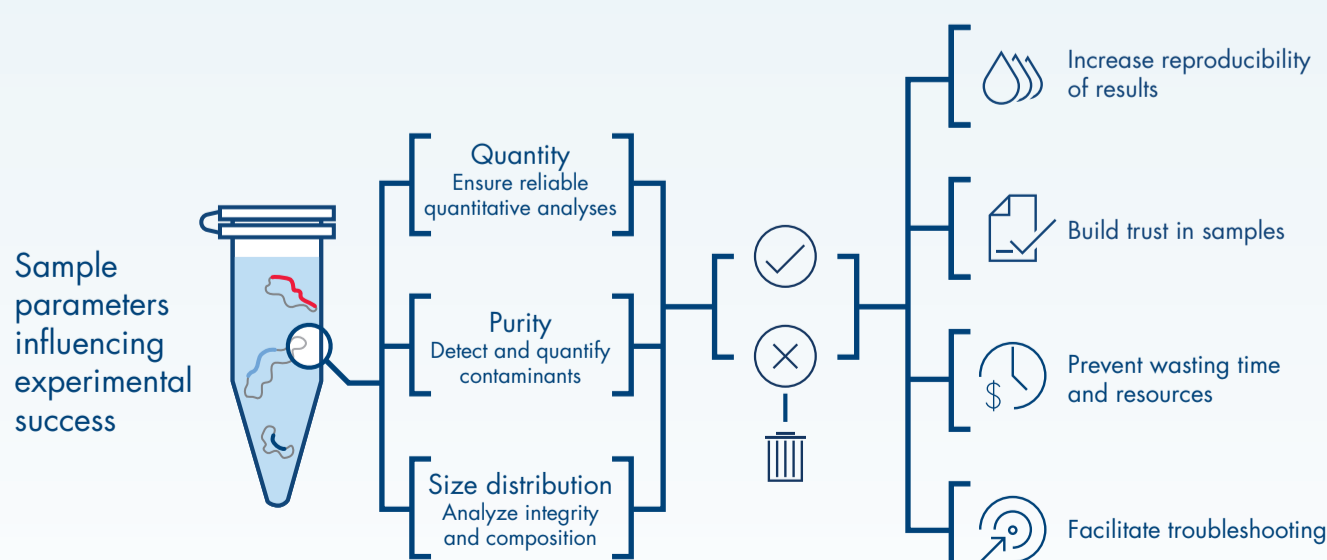 Sample
parameters
influencing
experimental
success
Quantity
Ensure reliable
quantitative analyses
Purity
Detect and quantify
contaminants
Size distribution
Analyze integrity
and composition
Increase reproducibility
of results
Build trust in samples
$
Prevent wasting time
and resources
Facilitate troubleshooting